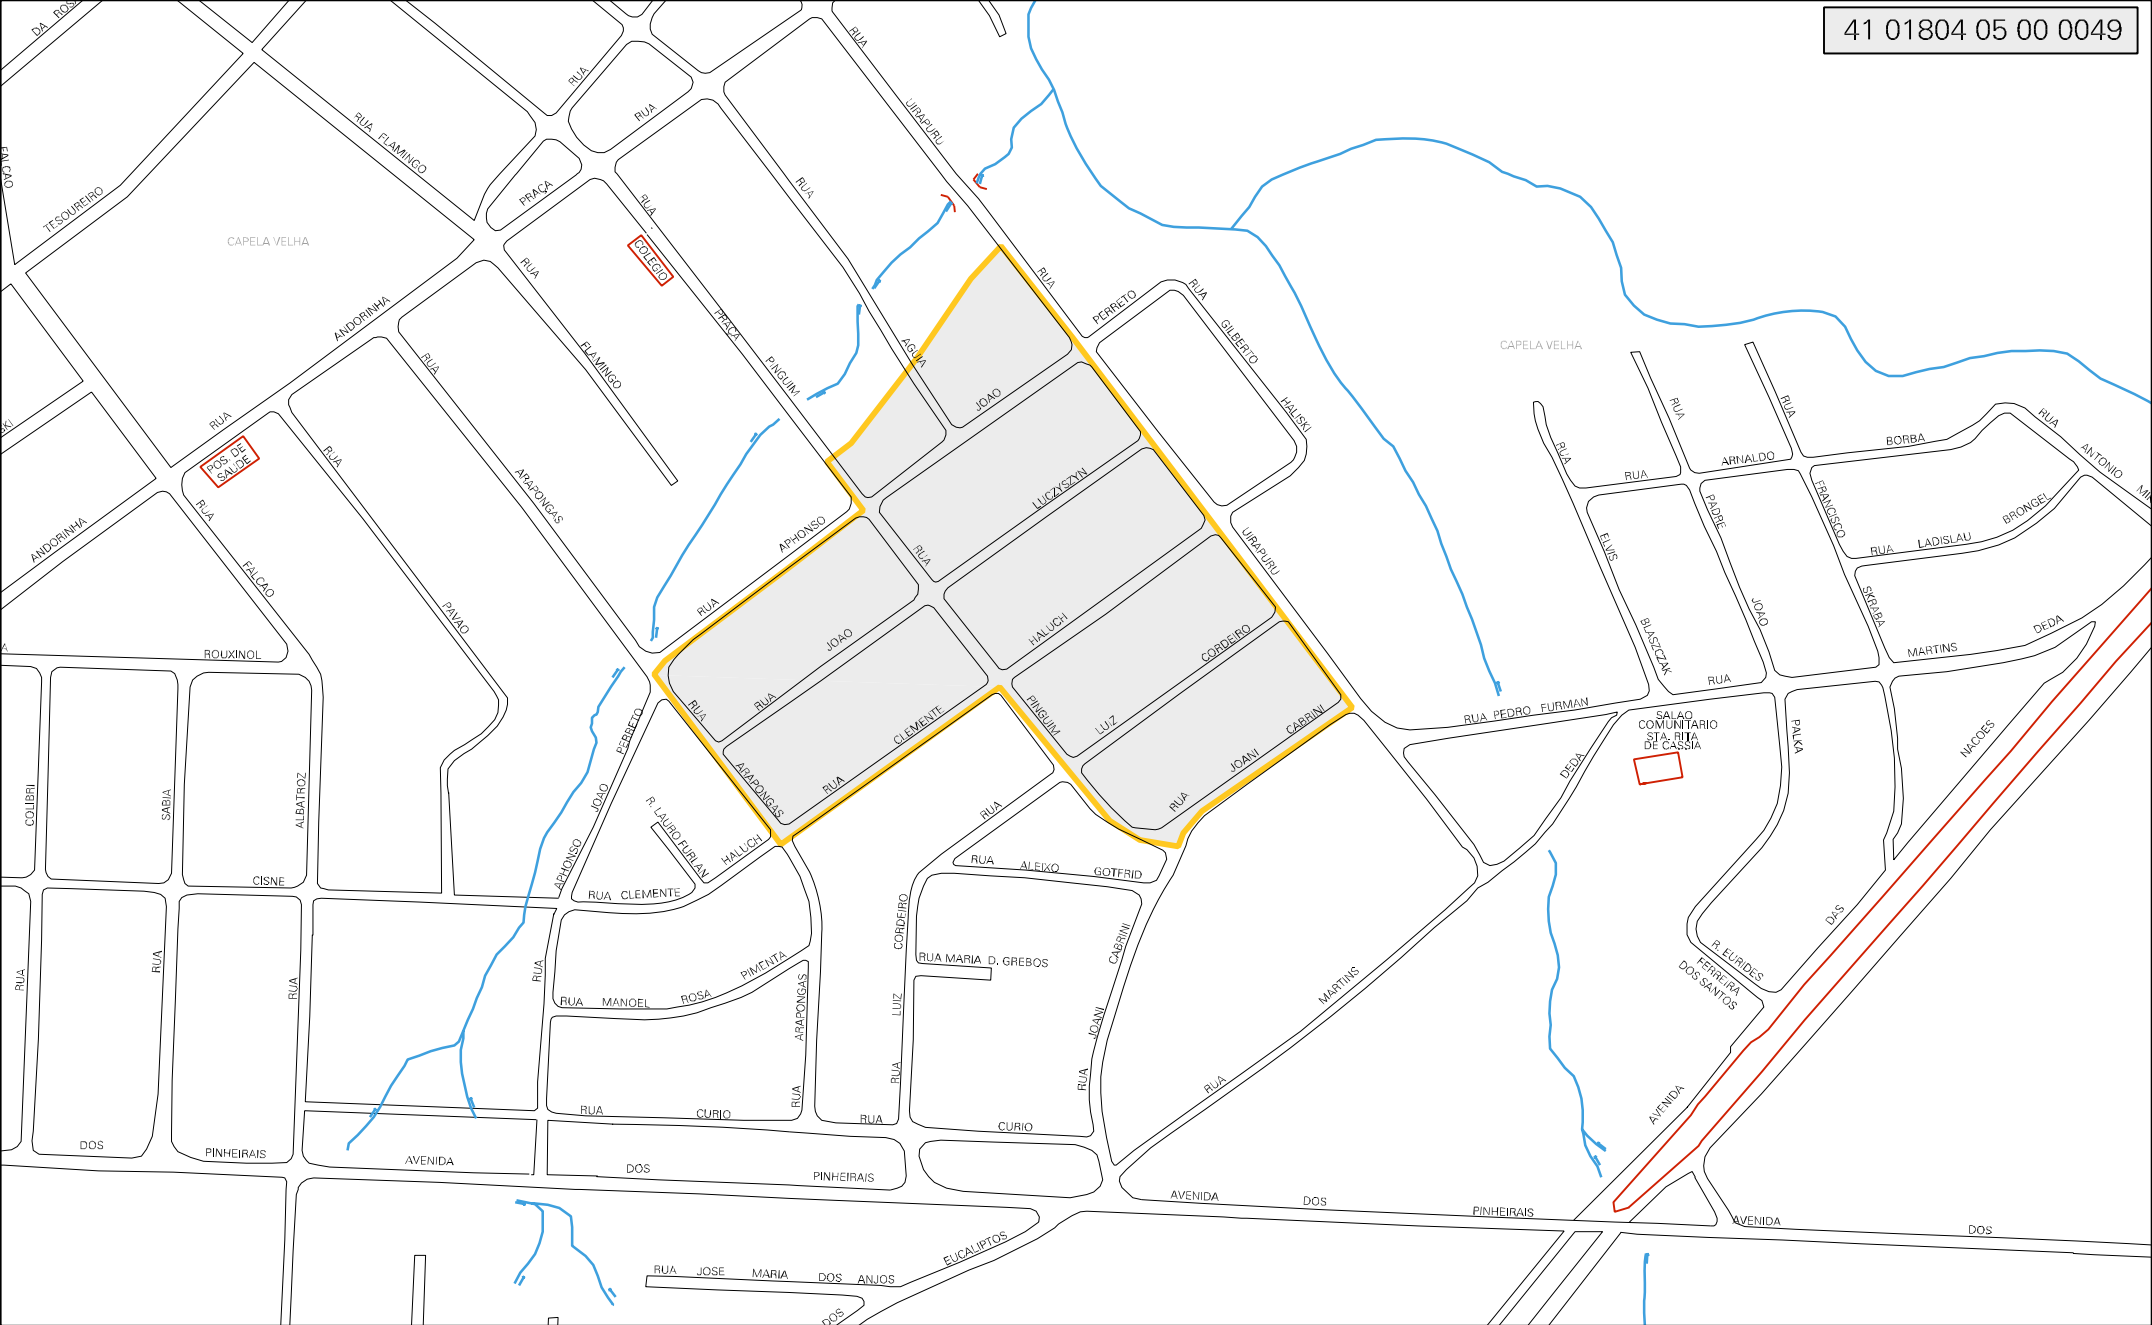 41 01804 05 00 0049
DA ROS
RUA
RUA
RUA
UIRAPURU
RUA FLAMINGO
FALCAO
TESOUREIRO
PRAÇA
RUA
RUA
CAPELA VELHA
COLEGIO
RUA
RUA
PERRETO
RUA
GILBERTO
HALISKI
ANDORINHA
PRAÇA
PINGUIM
FLAMINGO
AGUIA
JOAO
CAPELA VELHA
RUA
RUA
POS. DE
SAUDE
RUA
RUA
ARAPONGAS
RUA
RUA
RUA
RUA
ARNALDO
BORBA
RUA
ANTONIO
MI
SKI
ANDORINHA
RUA
FALCAO
PAVAO
APHONSO
RUA
LUCZYSZYN
RUA
UIRAPURU
ELVIS
BLASZCZAK
PADRE
JOAO
FRANCISCO
SKRABA
RUA
LADISLAU
BRONGEL
RUA
MARTINS
DEDA
A
ROUXINOL
RUA
JOAO
HALUCH
CORDEIRO
RUA
ARAPONGAS
RUA
CLEMENTE
PINGUIM
LUIZ
RUA
JOANI
CABRINI
RUA PEDRO FURMAN
SALAO
COMUNITARIO
STA. RITA
DE CASSIA
PALKA
NACOES
DEDA
COLIBRI
SABIA
ALBATROZ
APHONSO
JOAO
PERRETO
R. LAURO FURLAN
HALUCH
RUA CLEMENTE
CISNE
RUA
RUA
ALEIXO
GOTFRID
RUA
RUA
RUA
RUA
RUA
MANOEL
ROSA
PIMENTA
ARAPONGAS
RUA
CORDEIRO
LUIZ
RUA
RUA MARIA D. GREBOS
CABRINI
JOANI
RUA
MARTINS
RUA
DAS
R. EURIDES
FERREIRA
DOS SANTOS
AVENIDA
RUA
CURIO
RUA
CURIO
DOS
PINHEIRAIS
AVENIDA
DOS
PINHEIRAIS
AVENIDA
DOS
PINHEIRAIS
AVENIDA
DOS
RUA
JOSE
MARIA
DOS
ANJOS
EUCALIPTOS
DOS